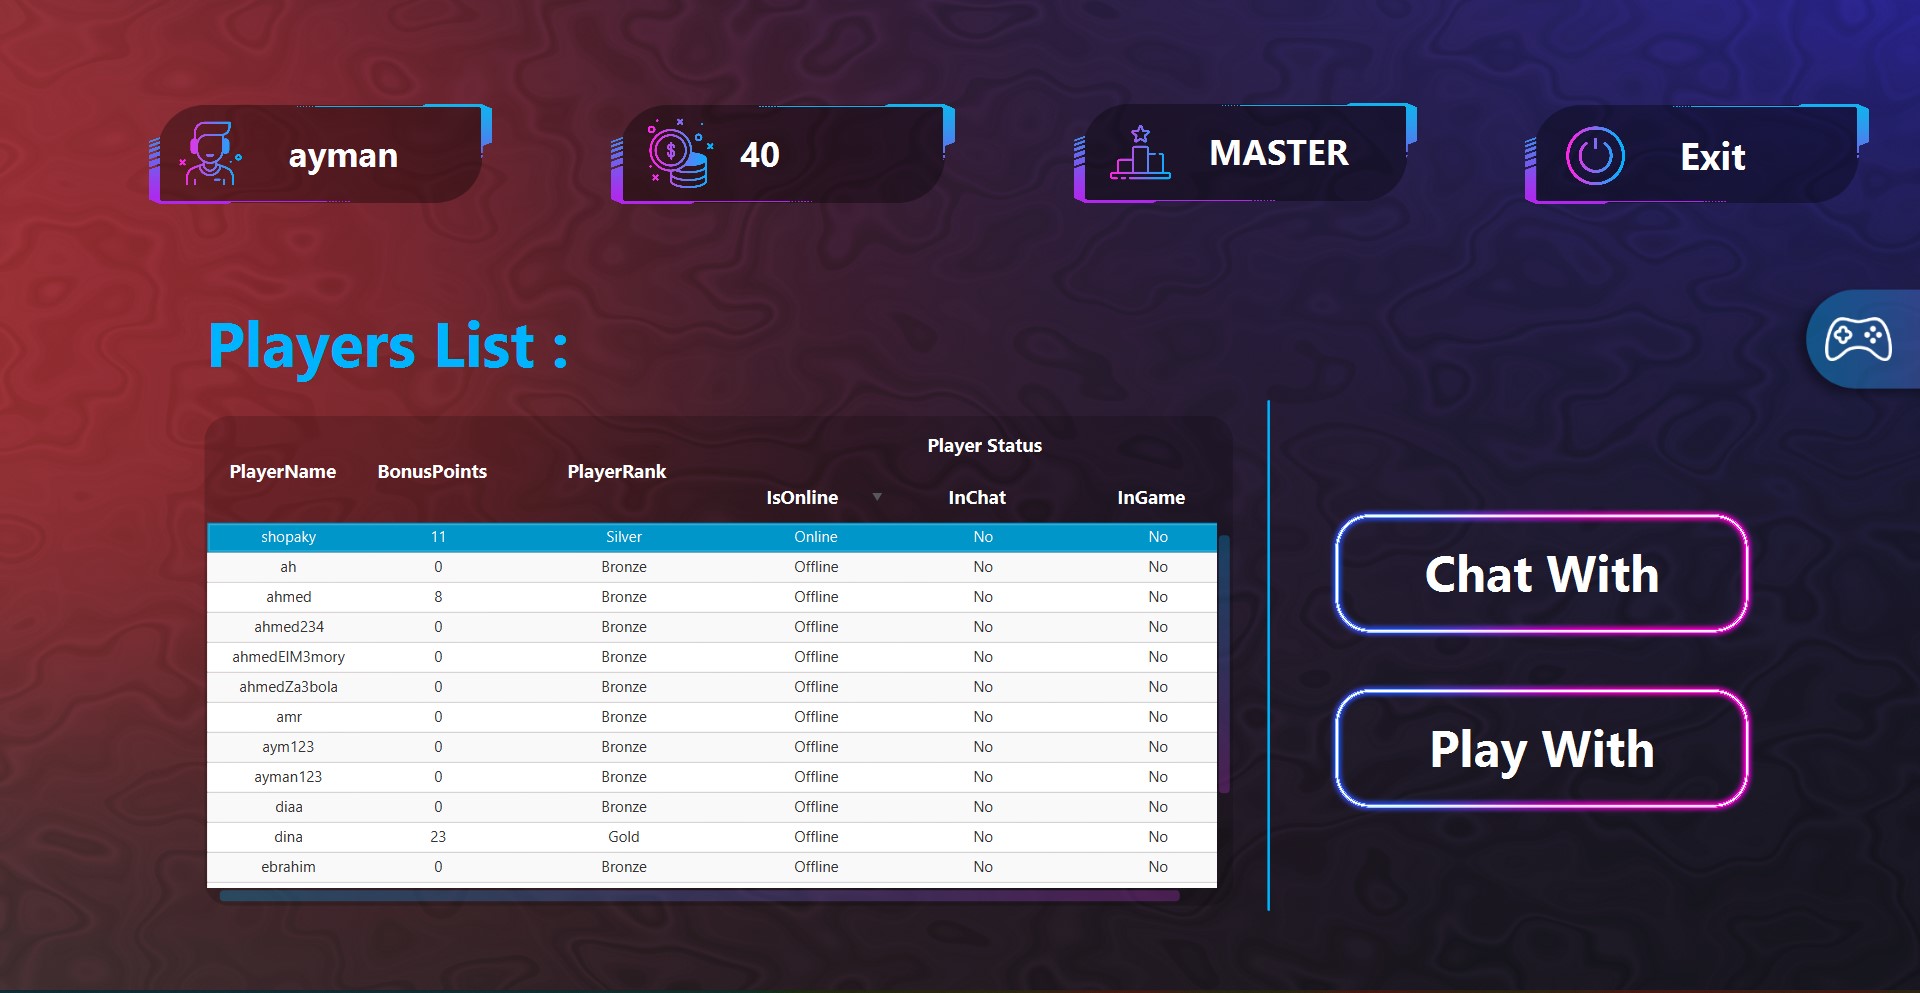 ayman 40 MASTER Exit
Players List :
Player Status
PlayerName BonusPoints PlayerRank
IsOnline InChat InGame
shopaky 11 Silver Online No No
ah 0 Bronze Offline No No
ahmed 8 Bronze Offline No No
ahmed234 0 Bronze Offline No No
ahmedElM3mory 0 Bronze Offline No No
ahmedZa3bola 0 Bronze Offline No No
amr 0 Bronze Offline No No
aym123 0 Bronze Offline No No
ayman123 0 Bronze Offline No No
diaa 0 Bronze Offline No No
dina 23 Gold Offline No No
ebrahim 0 Bronze Offline No No
Chat With
Play With